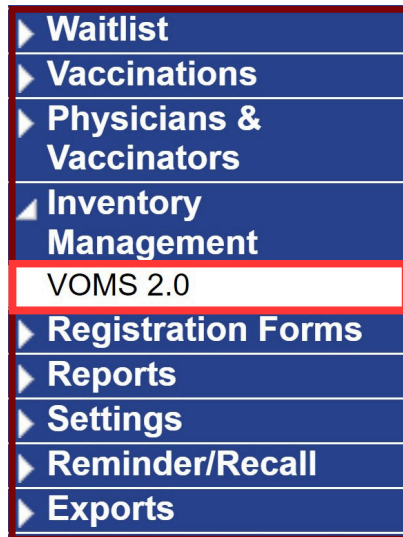 Waitlist
Vaccinations
Physicians &
Vaccinators
Inventory
Management
VOMS 2.0
Registration Forms
Reports
Settings
Reminder/Recall
Exports